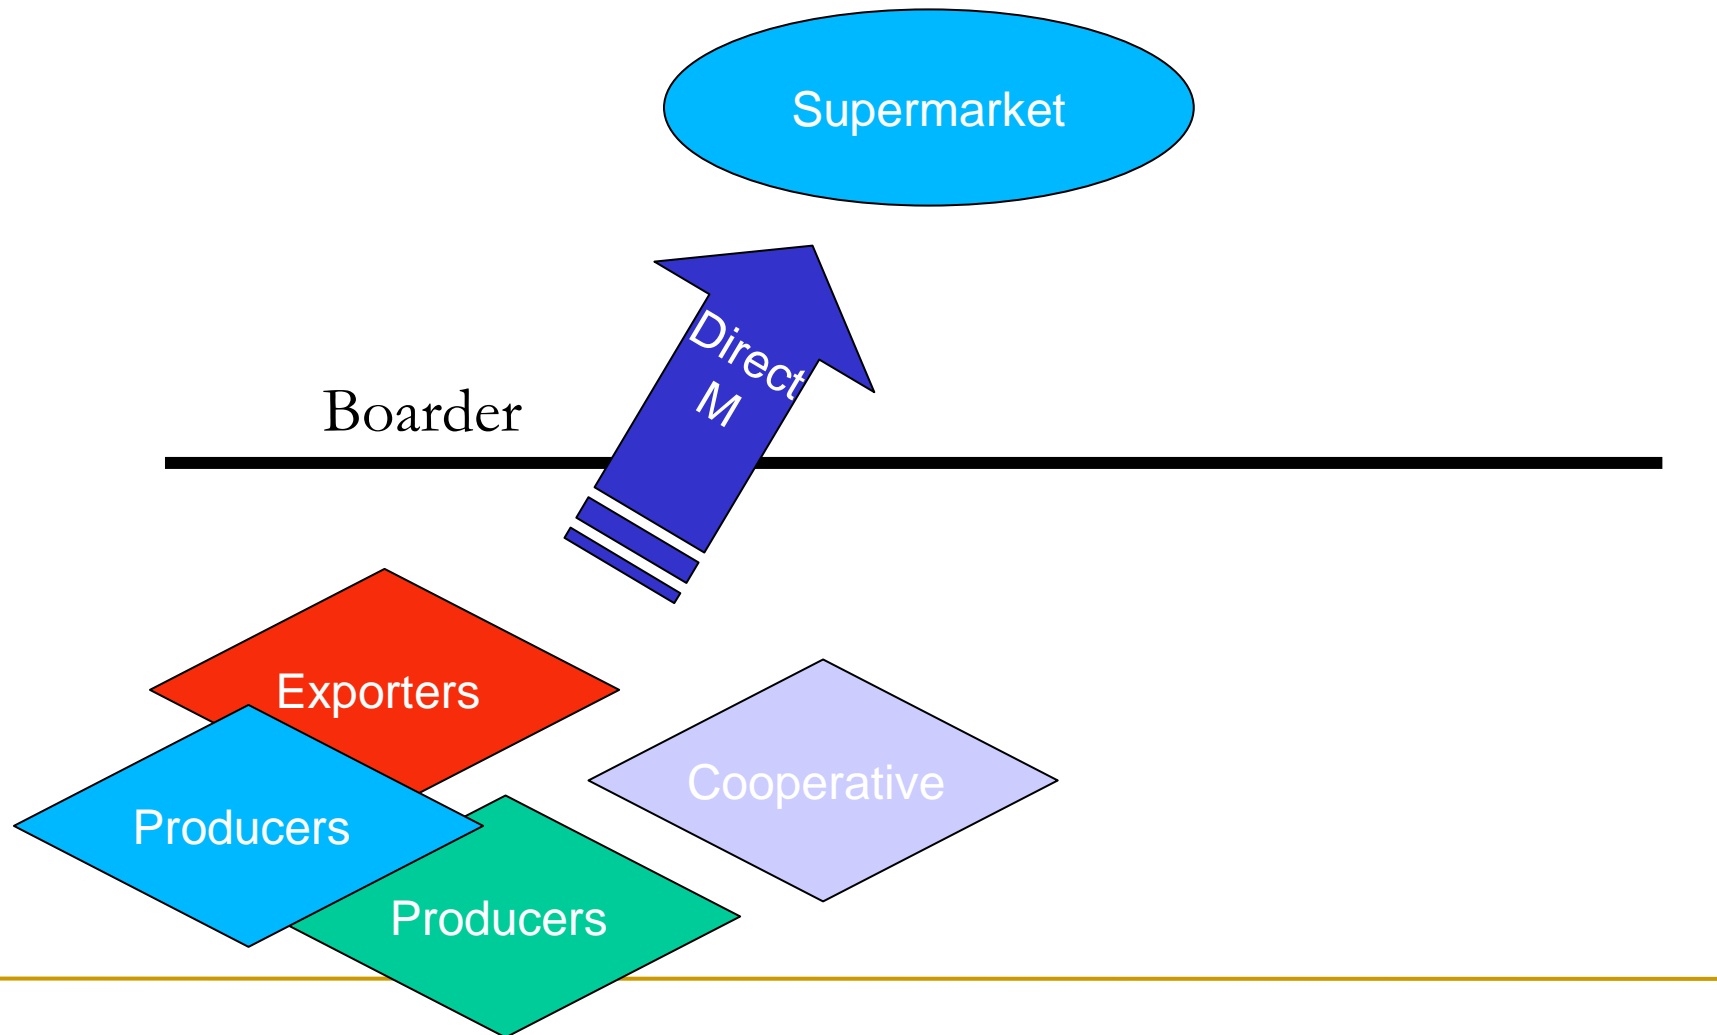 Supermarket
Direct
M
Boarder
Exporters
Cooperative
Producers
Producers